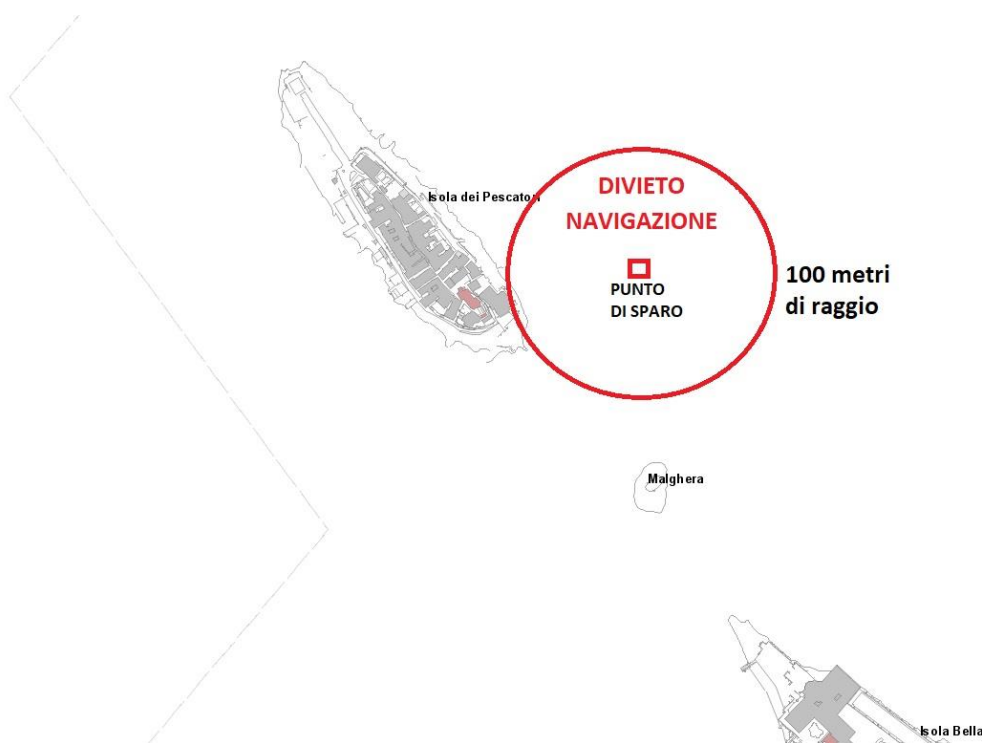 Isola dei Pescatori
DIVIETO
NAVIGAZIONE
PUNTO
DI SPARO
100 metri
di raggio
Malghera
Isola Bella